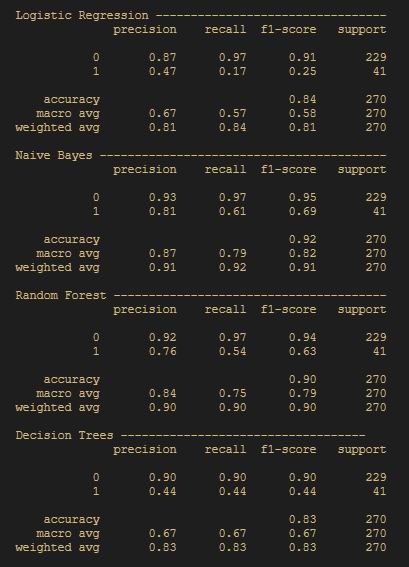 Logistic Regression ---------------------------------
precision recall f1-score support
0 0.87 0.97 0.91 229
1 0.47 0.17 0.25 41
accuracy 0.84 270
macro avg 0.67 0.57 0.58 270
weighted avg 0.81 0.84 0.81 270
Naive Bayes -----------------------------------------
precision recall f1-score support
0 0.93 0.97 0.95 229
1 0.81 0.61 0.69 41
accuracy 0.92 270
macro avg 0.87 0.79 0.82 270
weighted avg 0.91 0.92 0.91 270
Random Forest ---------------------------------------
precision recall f1-score support
0 0.92 0.97 0.94 229
1 0.76 0.54 0.63 41
accuracy 0.90 270
macro avg 0.84 0.75 0.79 270
weighted avg 0.90 0.90 0.90 270
Decision Trees -----------------------------------
precision recall f1-score support
0 0.90 0.90 0.90 229
1 0.44 0.44 0.44 41
accuracy 0.83 270
macro avg 0.67 0.67 0.67 270
weighted avg 0.83 0.83 0.83 270